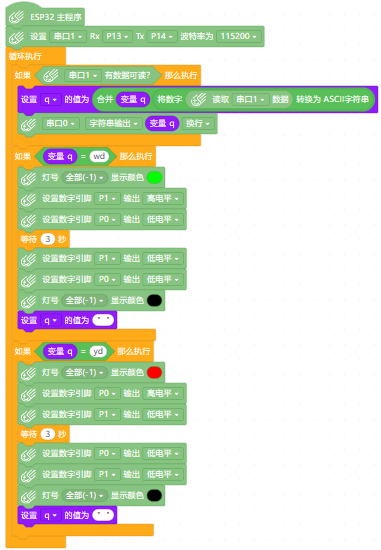 ESP32 主程序
设置 串口1 Rx P13 Tx P14 波特率为 115200
循环执行
如果 串口1 有数据可读? 那么执行
设置 q 的值为 合并 变量 q 将数字 读取 串口1 数据 转换为 ASCII字符串
串口0 字符串输出 变量 q 换行
如果 变量 q = wd 那么执行
灯号 全部(-1) 显示颜色
设置数字引脚 P1 输出 高电平
设置数字引脚 P0 输出 低电平
等待 3 秒
设置数字引脚 P1 输出 低电平
设置数字引脚 P0 输出 低电平
灯号 全部(-1) 显示颜色
设置 q 的值为 " "
如果 变量 q = yd 那么执行
灯号 全部(-1) 显示颜色
设置数字引脚 P0 输出 高电平
设置数字引脚 P1 输出 低电平
等待 3 秒
设置数字引脚 P0 输出 低电平
设置数字引脚 P1 输出 低电平
灯号 全部(-1) 显示颜色
设置 q 的值为 " "